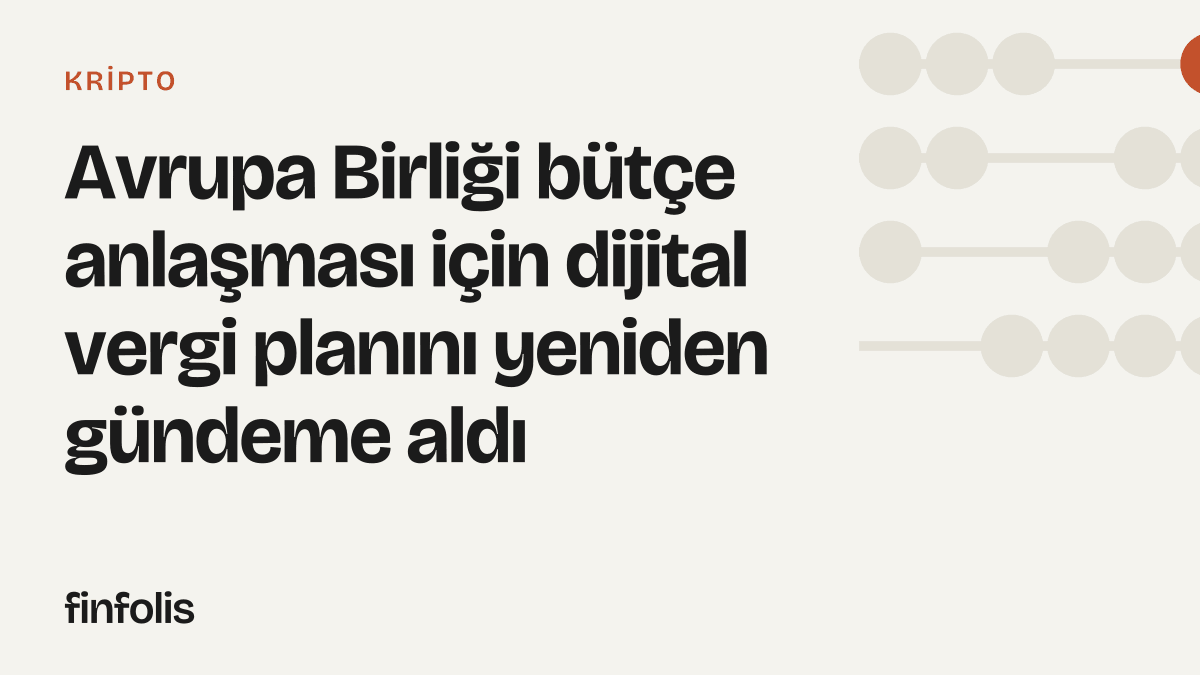 KRİPTO
Avrupa Birliği bütçe
anlaşması için dijital
vergi planını yeniden
gündeme aldı
finfolis